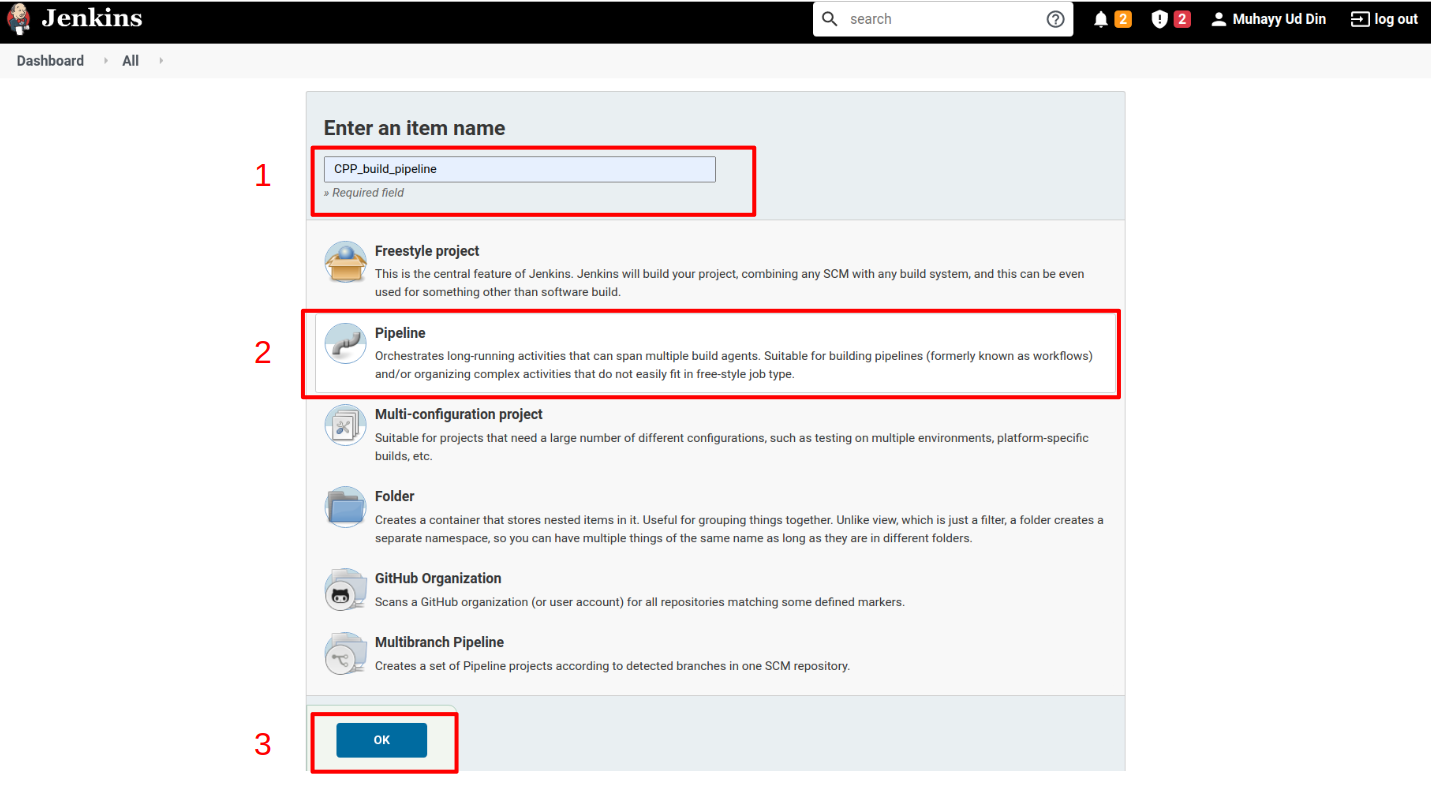 Jenkins
search
2
2
Muhayy Ud Din
log out
Dashboard
All
Enter an item name
1
CPP_build_pipeline
» Required field
Freestyle project
This is the central feature of Jenkins. Jenkins will build your project, combining any SCM with any build system, and this can be even
used for something other than software build.
2
Pipeline
Orchestrates long-running activities that can span multiple build agents. Suitable for building pipelines (formerly known as workflows)
and/or organizing complex activities that do not easily fit in free-style job type.
Multi-configuration project
Suitable for projects that need a large number of different configurations, such as testing on multiple environments, platform-specific
builds, etc.
Folder
Creates a container that stores nested items in it. Useful for grouping things together. Unlike view, which is just a filter, a folder creates a
separate namespace, so you can have multiple things of the same name as long as they are in different folders.
GitHub Organization
Scans a GitHub organization (or user account) for all repositories matching some defined markers.
Multibranch Pipeline
Creates a set of Pipeline projects according to detected branches in one SCM repository.
3
OK